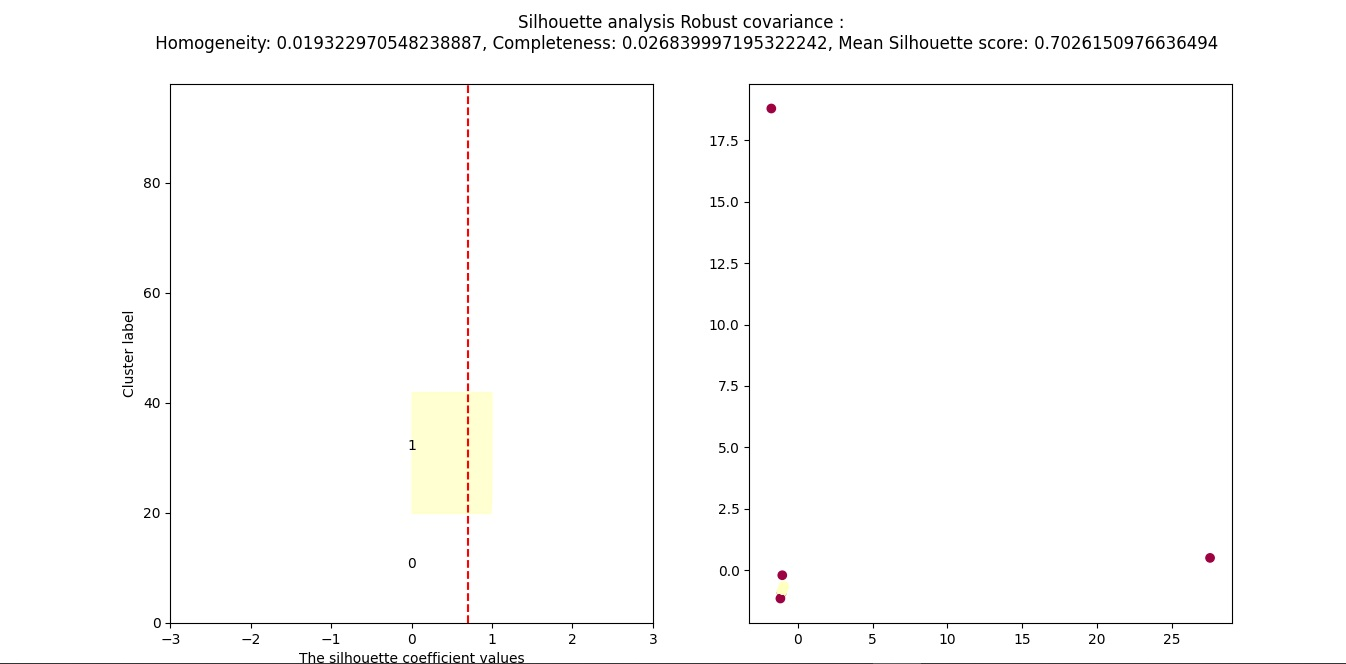 Silhouette analysis Robust covariance :
Homogeneity: 0.019322970548238887, Completeness: 0.026839997195322242, Mean Silhouette score: 0.7026150976636494
80
60
40
20
0
Cluster label
1
0
−3 −2 −1 0 1 2 3
The silhouette coefficient values
17.5
15.0
12.5
10.0
7.5
5.0
2.5
0.0
0 5 10 15 20 25